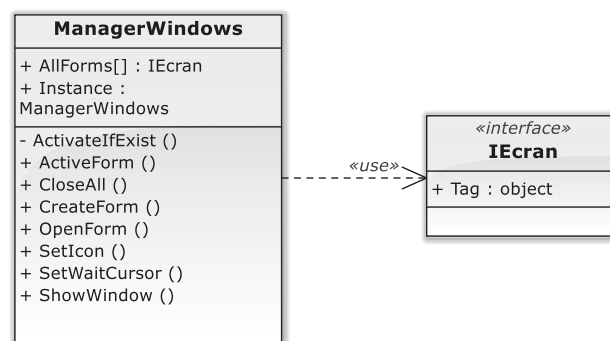 ManagerWindows
+ AllForms[] : IEcran
+ Instance :
ManagerWindows
- ActivateIfExist ()
+ ActiveForm ()
+ CloseAll ()
+ CreateForm ()
+ OpenForm ()
+ SetIcon ()
+ SetWaitCursor ()
+ ShowWindow ()
«use»
«interface»
IEcran
+ Tag : object